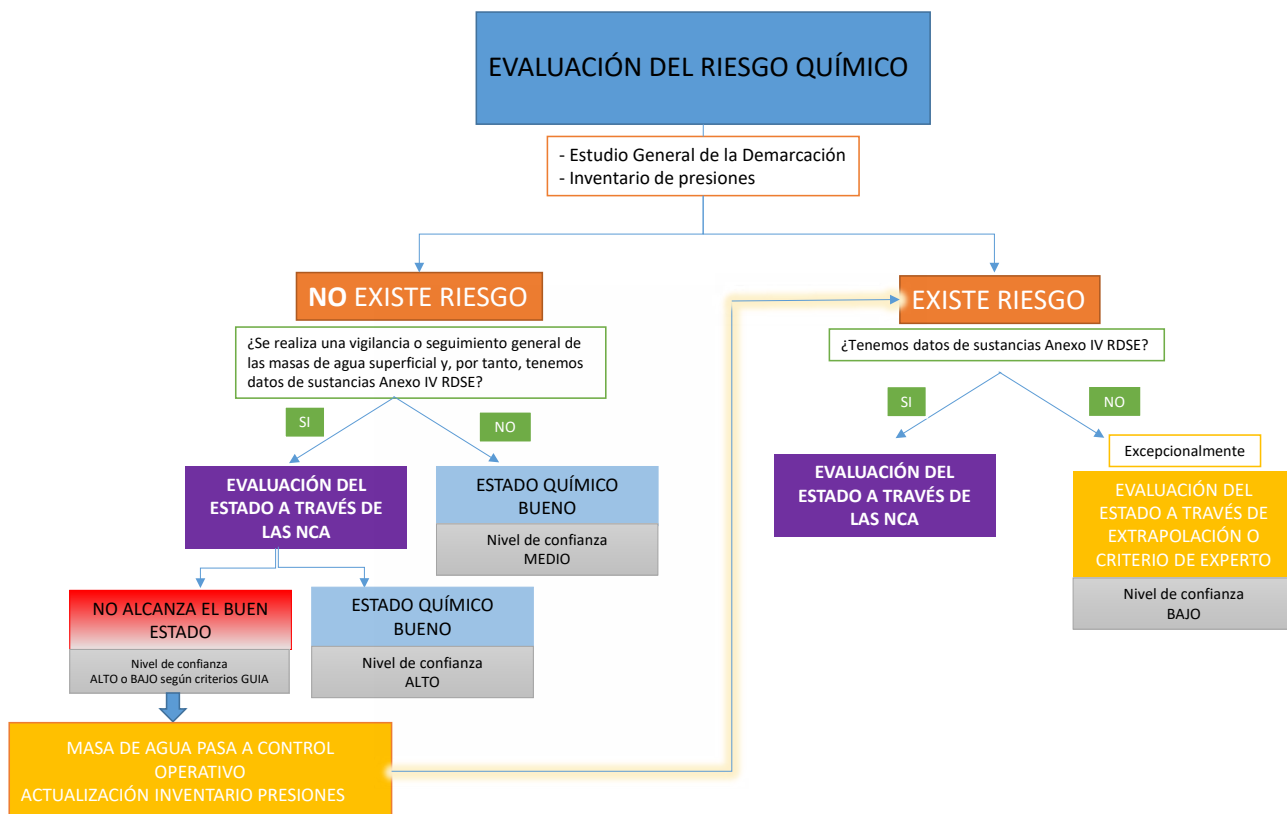 EVALUACIÓN DEL RIESGO QUÍMICO
- Estudio General de la Demarcación
- Inventario de presiones
NO EXISTE RIESGO
¿Se realiza una vigilancia o seguimiento general de
las masas de agua superficial y, por tanto, tenemos
datos de sustancias Anexo IV RDSE?
SI
NO
EVALUACIÓN DEL
ESTADO A TRAVÉS DE
LAS NCA
ESTADO QUÍMICO
BUENO
Nivel de confianza
MEDIO
NO ALCANZA EL BUEN
ESTADO
Nivel de confianza
ALTO o BAJO según criterios GUIA
ESTADO QUÍMICO
BUENO
Nivel de confianza
ALTO
MASA DE AGUA PASA A CONTROL
OPERATIVO
ACTUALIZACIÓN INVENTARIO PRESIONES
EXISTE RIESGO
¿Tenemos datos de sustancias Anexo IV RDSE?
SI
NO
EVALUACIÓN DEL
ESTADO A TRAVÉS DE
LAS NCA
Excepcionalmente
EVALUACIÓN DEL
ESTADO A TRAVÉS DE
EXTRAPOLACIÓN O
CRITERIO DE EXPERTO
Nivel de confianza
BAJO